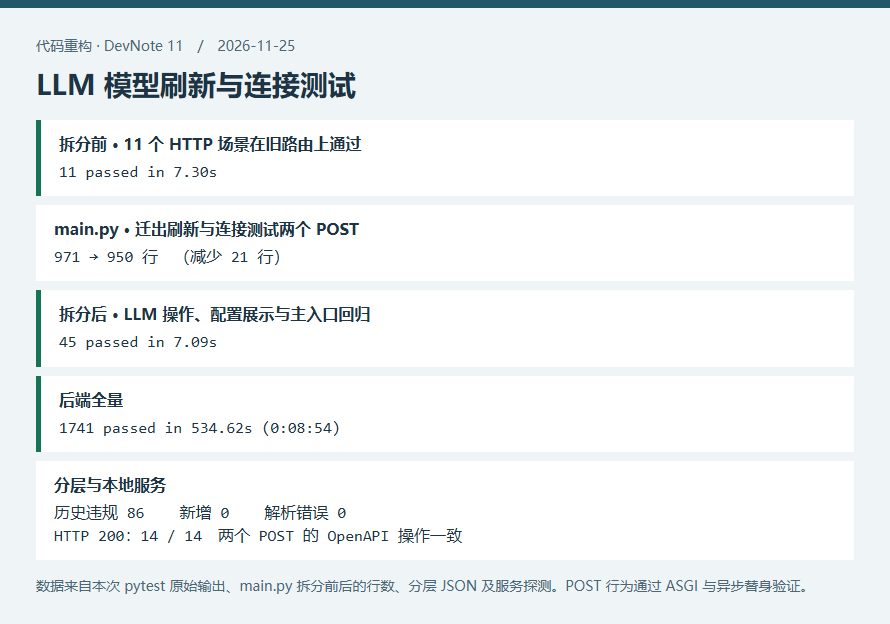 代码重构 · DevNote 11 / 2026-11-25
LLM 模型刷新与连接测试
拆分前 • 11 个 HTTP 场景在旧路由上通过
11 passed in 7.30s
main.py • 迁出刷新与连接测试两个 POST
971 → 950 行 （减少 21 行）
拆分后 • LLM 操作、配置展示与主入口回归
45 passed in 7.09s
后端全量
1741 passed in 534.62s (0:08:54)
分层与本地服务
历史违规 86 新增 0 解析错误 0
HTTP 200: 14 / 14 两个 POST 的 OpenAPI 操作一致
数据来自本次 pytest 原始输出、main.py 拆分前后的行数、分层 JSON 及服务探测。POST 行为通过 ASGI 与异步替身验证。